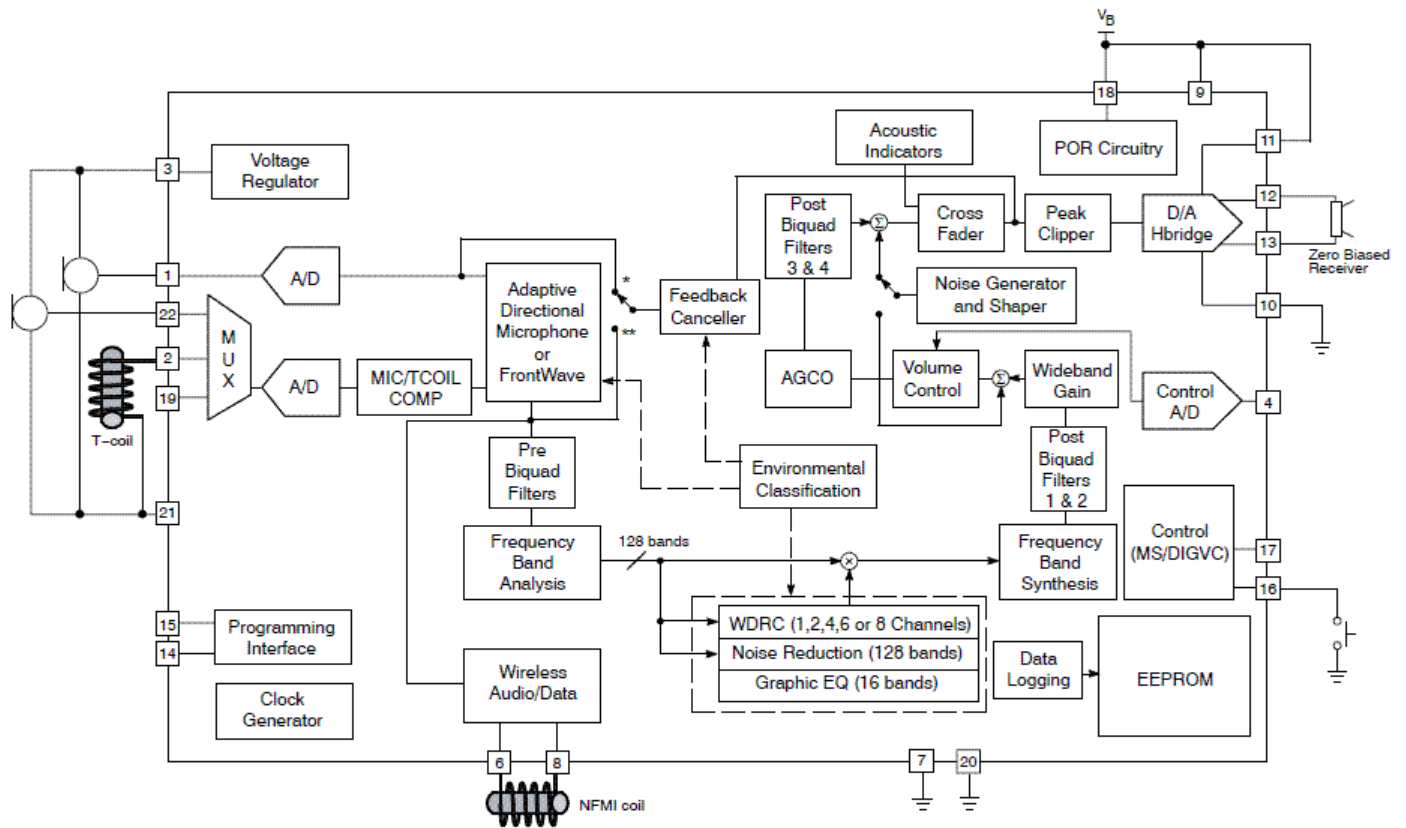 VB
18
9
Acoustic
Indicators
POR Circuitry
11
3
Voltage
Regulator
Post
Biquad
Filters
3 & 4
Σ
Cross
Fader
Peak
Clipper
D/A
Hbridge
12
13
Zero Biased
Receiver
1
A/D
Adaptive
Directional
Microphone
or
FrontWave
*
**
Feedback
Canceller
Noise Generator
and Shaper
10
22
2
19
MUX
A/D
MIC/TCOIL
COMP
AGCO
Volume
Control
Σ
Wideband
Gain
Control
A/D
4
T-coil
Pre
Biquad
Filters
Environmental
Classification
Post
Biquad
Filters
1 & 2
21
Frequency
Band
Analysis
128 bands
×
Frequency
Band
Synthesis
Control
(MS/DIGVC)
17
16
15
14
Programming
Interface
WDRC (1,2,4,6 or 8 Channels)
Noise Reduction (128 bands)
Graphic EQ (16 bands)
Wireless
Audio/Data
Data
Logging
EEPROM
Clock
Generator
6
8
7
20
NFMI coil